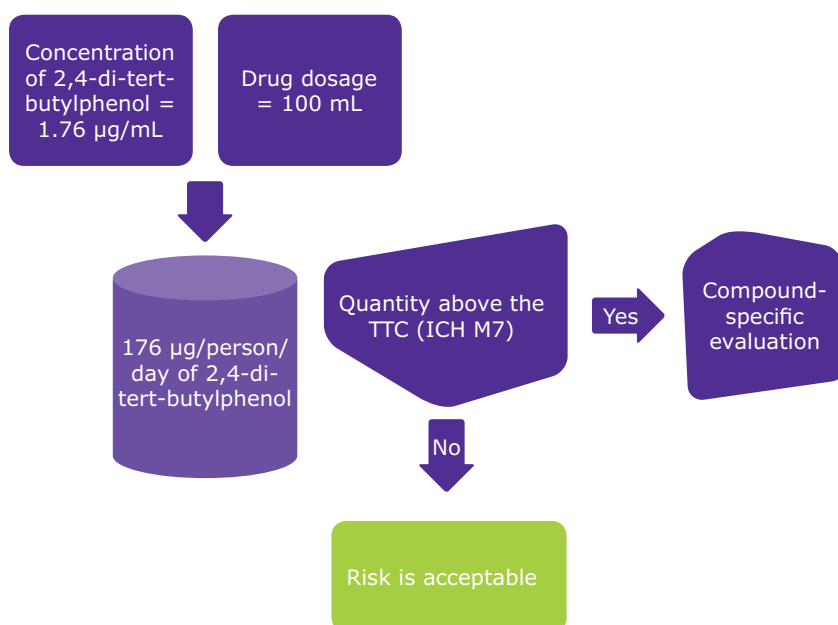 Concentration
of 2,4-di-tert-
butylphenol =
1.76 µg/mL
Drug dosage
= 100 mL
176 µg/person/
day of 2,4-di-
tert-butylphenol
Quantity above the
TTC (ICH M7)
Yes
Compound-
specific
evaluation
No
Risk is acceptable